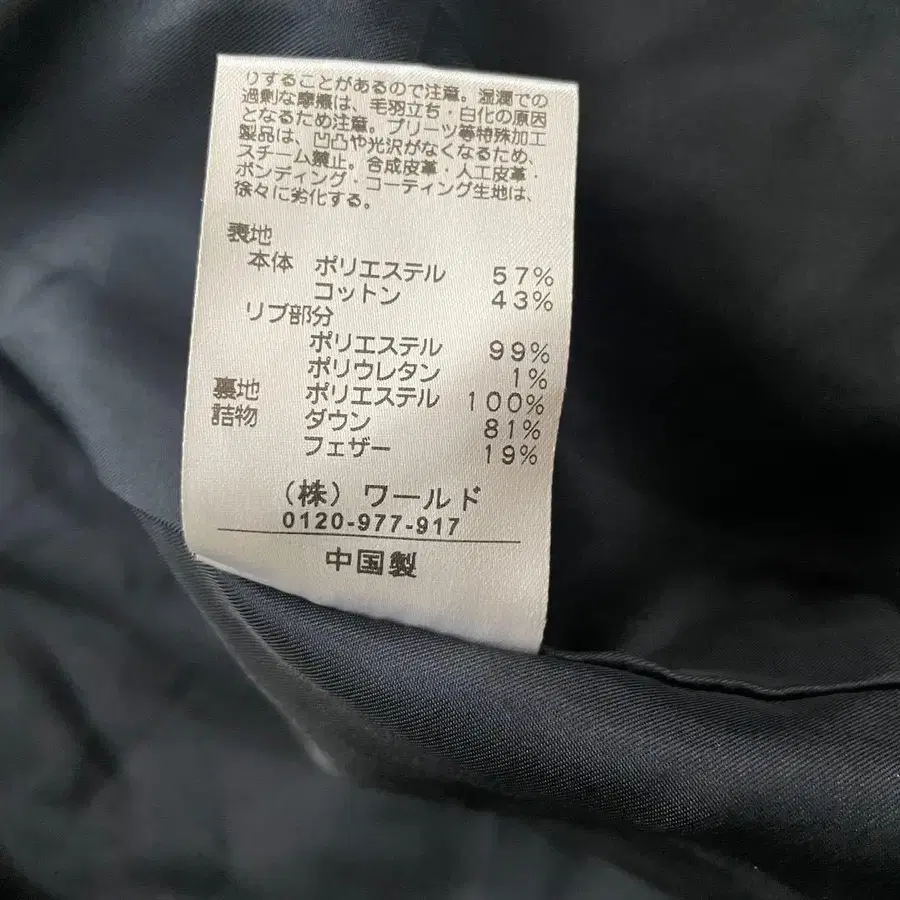 りすることがあるので注意。湿潤での
過剰な摩擦は、毛羽立ち・白化の原因
となるため注意。プリーツ等特殊加工
製品は、凹凸や光沢がなくなるため、
スチーム禁止。合成皮革・人工皮革・
ボンディング・コーティング生地は、
徐々に劣化する。
表地
本体 ポリエステル 57%
コットン 43%
リブ部分
ポリエステル 99%
ポリウレタン 1%
裏地 ポリエステル 100%
詰物 ダウン 81%
フェザー 19%
(株)ワールド
0120-977-917
中国製